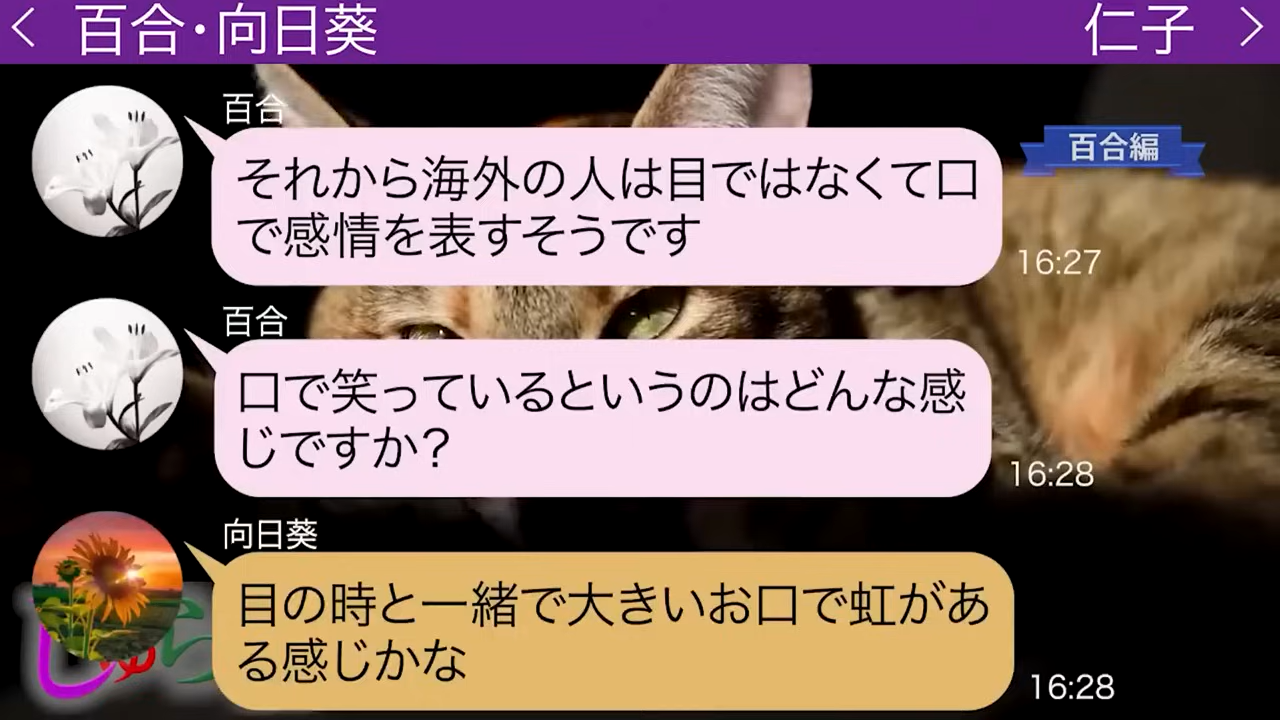 百合・向日葵
仁子
百合
それから海外の人は目ではなくて口
で感情を表すそうです
百合編
16:27
百合
口で笑っているというのはどんな感
じですか？
16:28
向日葵
目の時と一緒で大きいお口で虹があ
る感じかな
16:28